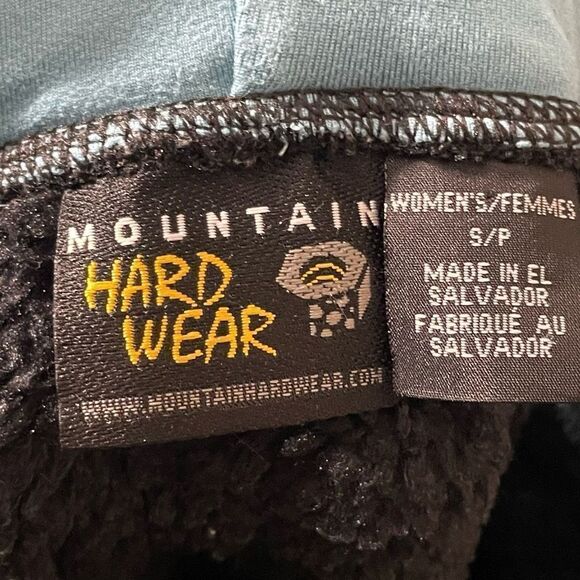 MOUNTAIN
HARD
WEAR
WWW.MOUNTAINHARDWEAR.COM
WOMEN'S/FEMMES
S/P
MADE IN EL
SALVADOR
FABRIQUÉ AU
SALVADOR